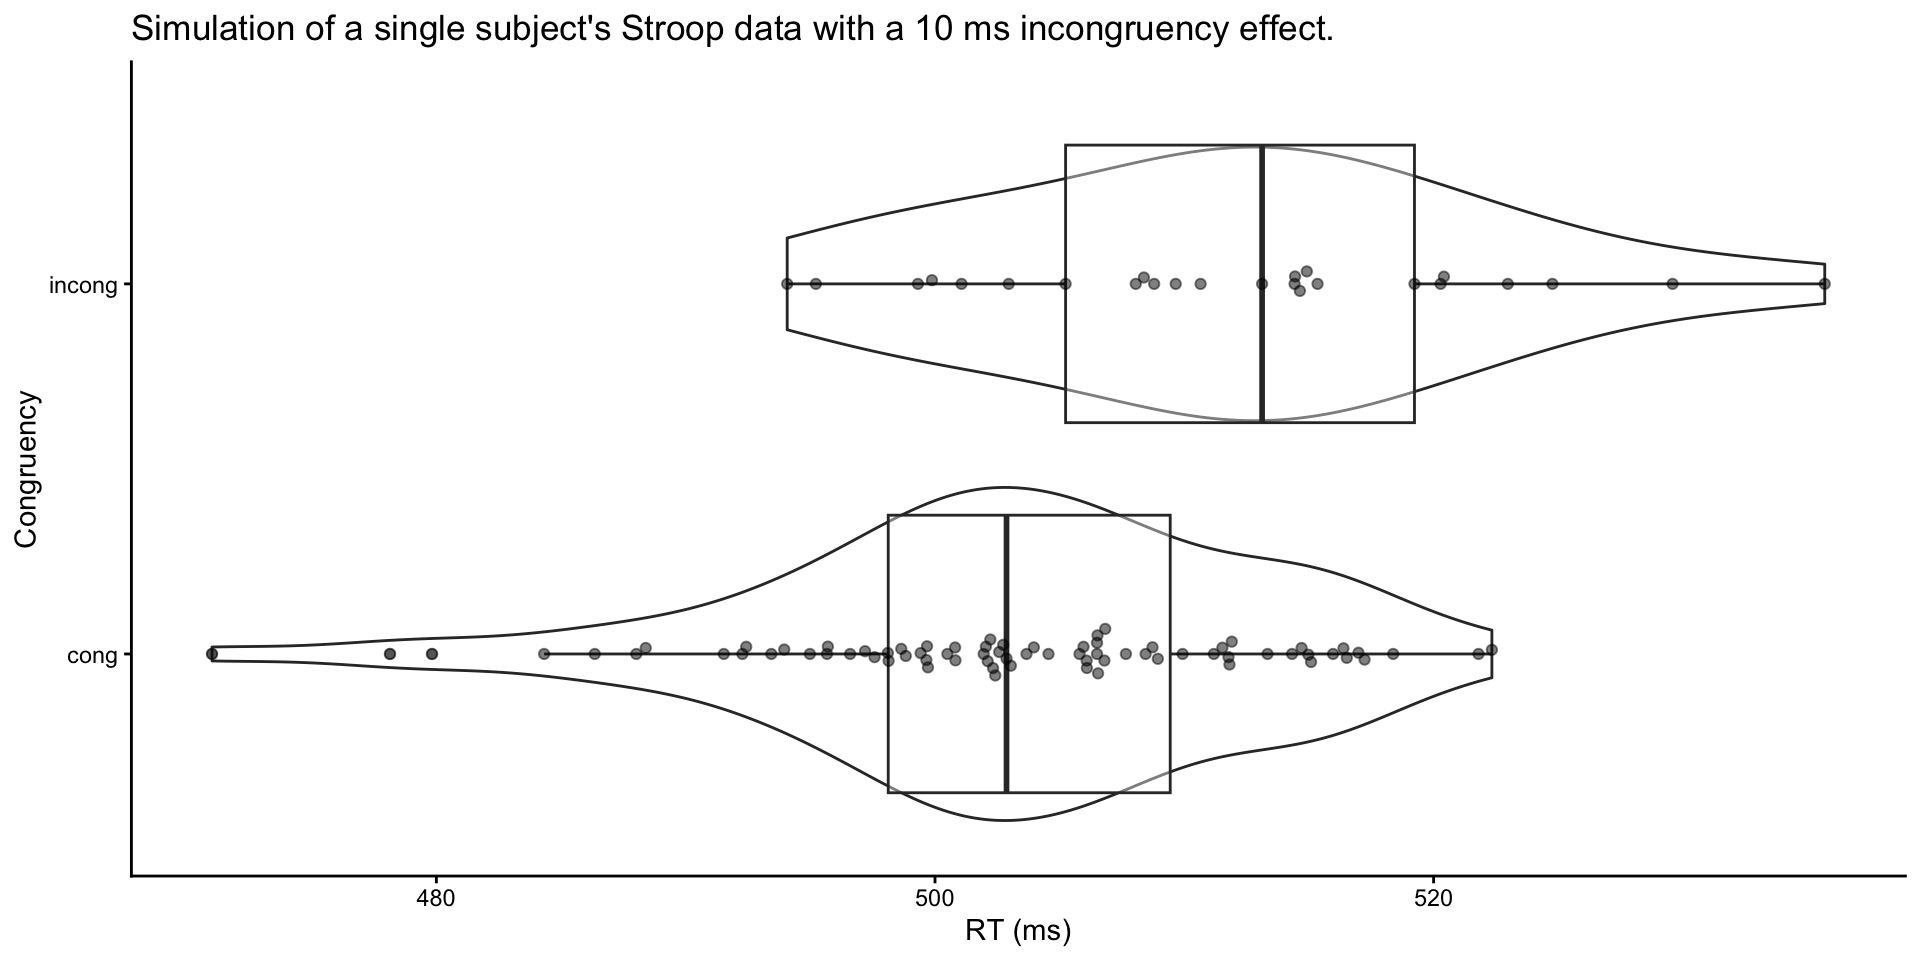 Simulation of a single subject's Stroop data with a 10 ms incongruency effect.
Congruency
incong
cong
480 500 520
RT (ms)